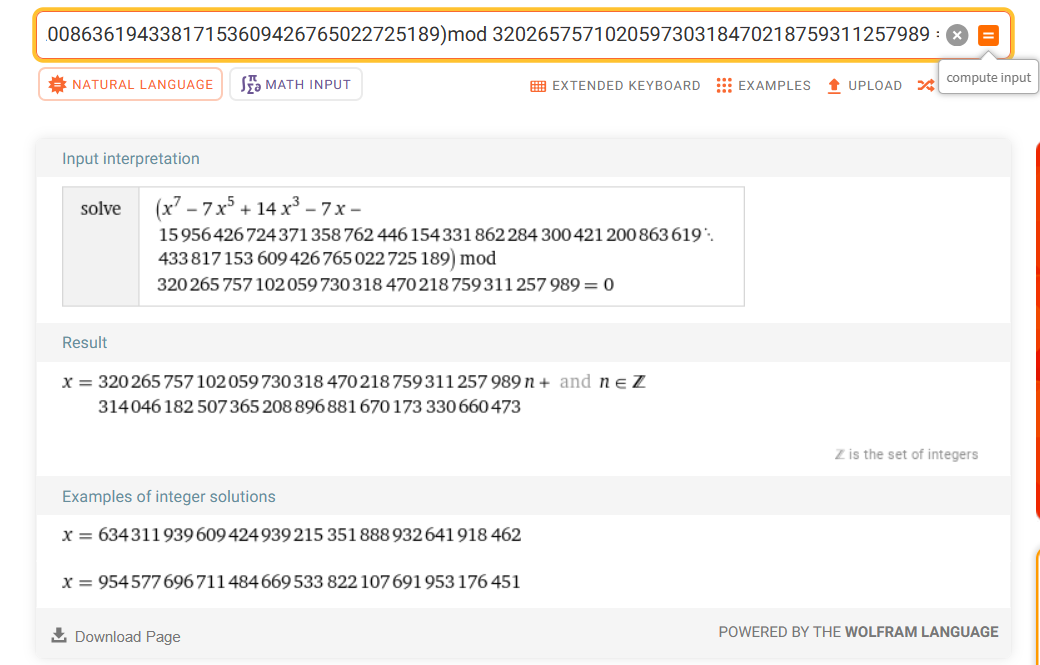 00863619433817153609426765022725189)mod 320265757102059730318470218759311257989 =
compute input
NATURAL LANGUAGE MATH INPUT EXTENDED KEYBOARD EXAMPLES UPLOAD
Input interpretation
solve (x^7 − 7 x^5 + 14 x^3 − 7 x −
15 956 426 724 371 358 762 446 154 331 862 284 300 421 200 863 619⋱
433 817 153 609 426 765 022 725 189) mod
320 265 757 102 059 730 318 470 218 759 311 257 989 = 0
Result
x = 320 265 757 102 059 730 318 470 218 759 311 257 989 n + and n ∈ ℤ
314 046 182 507 365 208 896 881 670 173 330 660 473
ℤ is the set of integers
Examples of integer solutions
x = 634 311 939 609 424 939 215 351 888 932 641 918 462
x = 954 577 696 711 484 669 533 822 107 691 953 176 451
Download Page POWERED BY THE WOLFRAM LANGUAGE